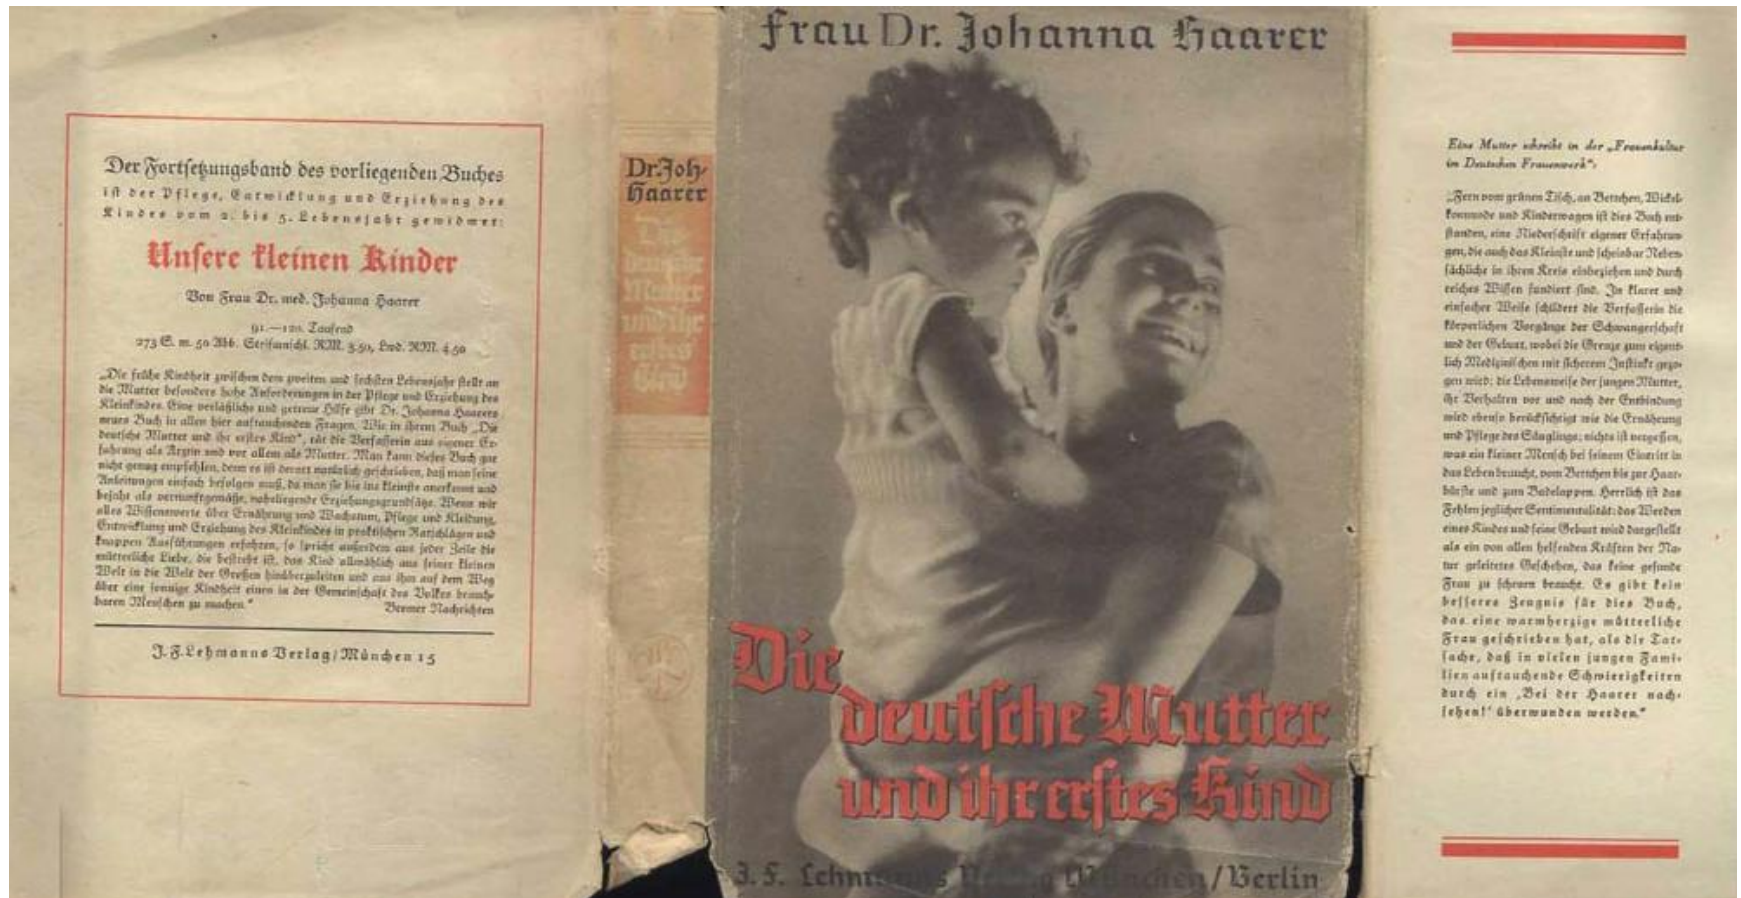 Der Fortsetzungsband des vorliegenden Buches
ist der Pflege, Entwicklung und Erziehung des
Kindes vom 2. bis 5. Lebensjahr gewidmet:
Unsere kleinen Kinder
Von Frau Dr. med. Johanna Haarer
91.—120. Tausend
273 S. m. 50 Abb. Steifumschl. RM. 3.50, Lwd. RM. 4.50
„Die frühe Kindheit zwischen dem zweiten und sechsten Lebensjahre stellt an
die Mutter besonders hohe Anforderungen in der Pflege und Erziehung des
Kleinkindes. Eine verläßliche und getreue Hilfe gibt Dr. Johanna Haarers
neues Buch in allen hier auftauchenden Fragen. Wie in ihrem Buch „Die
deutsche Mutter und ihr erstes Kind“, rät die Verfasserin aus eigener Er-
fahrung als Ärztin und vor allem als Mutter. Man kann dieses Buch gar
nicht genug empfehlen, denn es ist derart natürlich geschrieben, daß man seine
Anleitungen einfach befolgen muß, da man sie bis ins kleinste anerkennt und
bejaht als vernunftgemäße, naheliegende Erziehungsgrundsätze. Wenn wir
alles Wissenswerte über Ernährung und Wachstum, Pflege und Kleidung,
Entwicklung und Erziehung des Kleinkindes in praktischen Ratschlägen und
knappen Ausführungen erfahren, so spricht außerdem aus jeder Zeile die
mütterliche Liebe, die bestrebt ist, das Kind allmählich aus seiner kleinen
Welt in die Welt der Großen hinüberzuleiten und aus ihm auf dem Weg
über eine sonnige Kindheit einen in der Gemeinschaft des Volkes brauch-
baren Menschen zu machen.“ Berner Nachrichten
J. F. Lehmanns Verlag / München 15
Dr. Joh.
Haarer
Die
deutsche
Mutter
und ihr
erstes
Kind
Frau Dr. Johanna Haarer
Die
deutsche Mutter
und ihr erstes Kind
J. F. Lehmanns Verlag München / Berlin
Eine Mutter schreibt in der „Frauenkultur
im Deutschen Frauenwerk“:
„Fern vom grünen Tisch, an Bettchen, Wickel-
kommode und Kinderwagen ist dies Buch ent-
standen, eine Niederschrift eigener Erfahrun-
gen, die auch das Kleinste und scheinbar Neben-
sächliche in ihren Kreis einbeziehen und durch
reiches Wissen fundiert sind. In klarer und
einfacher Weise schildert die Verfasserin die
körperlichen Vorgänge der Schwangerschaft
und der Geburt, wobei die Grenze zum eigent-
lich Medizinischen mit sicherem Instinkt gezo-
gen wird; die Lebensweise der jungen Mutter,
ihr Verhalten vor und nach der Entbindung
wird ebenso berücksichtigt wie die Ernährung
und Pflege des Säuglings; nichts ist vergessen,
was ein kleiner Mensch bei seinem Eintritt in
das Leben braucht, vom Bettchen bis zur Haar-
bürste und zum Badelappen. Herrlich ist das
Fehlen jeglicher Sentimentalität: das Werden
eines Kindes und seine Geburt wird dargestellt
als ein von allen helfenden Kräften der Na-
tur geleitetes Geschehen, das keine gesunde
Frau zu scheuen braucht. Es gibt kein
besseres Zeugnis für dies Buch,
das eine warmherzige mütterliche
Frau geschrieben hat, als die Tat-
sache, daß in vielen jungen Fami-
lien auftauchende Schwierigkeiten
durch ein ‚Bei der Haarer nach-
sehen!‘ überwunden werden.“